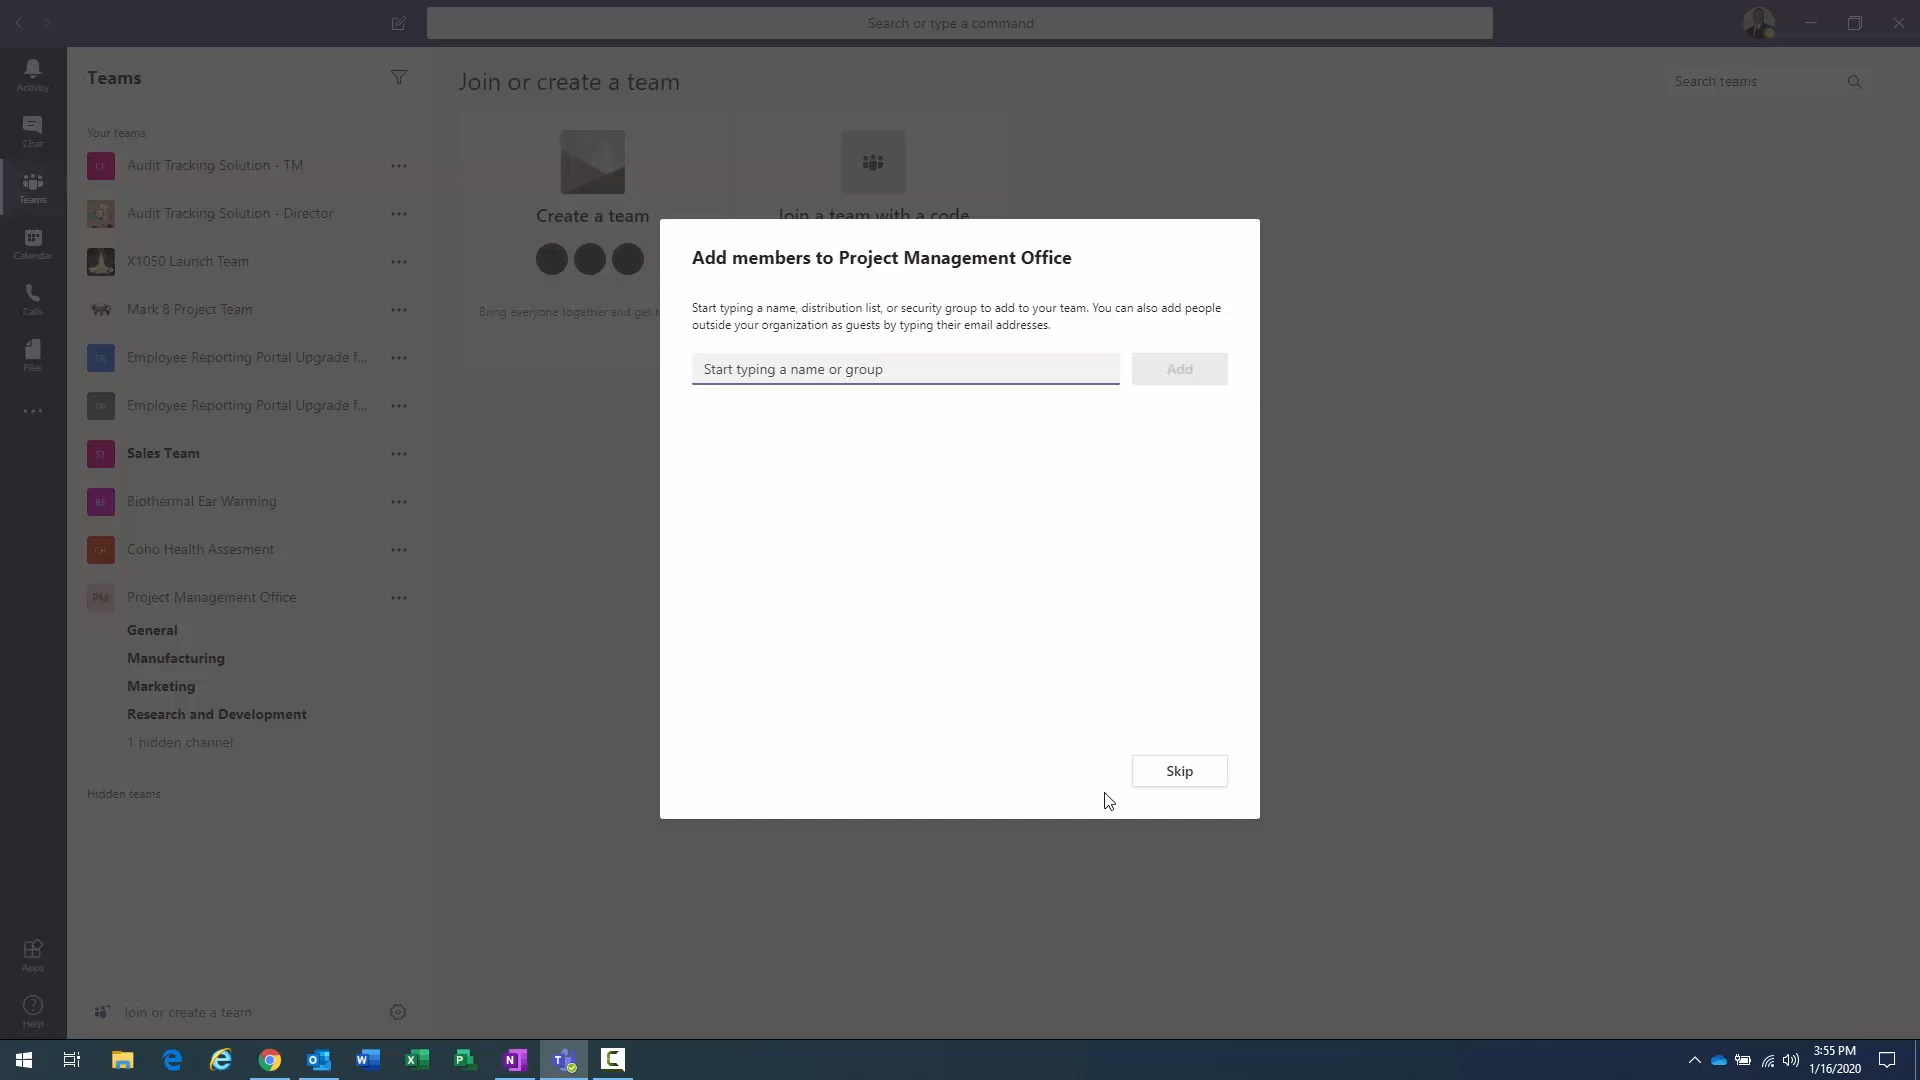 Search or type a command
Activity
Chat
Teams
Calendar
Calls
Files
Apps
Help
Teams
Your teams
Audit Tracking Solution - TM
Audit Tracking Solution - Director
X1050 Launch Team
Mark 8 Project Team
ER Employee Reporting Portal Upgrade f...
ER Employee Reporting Portal Upgrade f...
ST Sales Team
BE Biothermal Ear Warming
CH Coho Health Assesment
PM Project Management Office
General
Manufacturing
Marketing
Research and Development
1 hidden channel
Hidden teams
Join or create a team
Join or create a team
Search teams
Create a team
Bring everyone together and get
Join a team with a code
Add members to Project Management Office
Start typing a name, distribution list, or security group to add to your team. You can also add people
outside your organization as guests by typing their email addresses.
Start typing a name or group
Add
Skip
3:55 PM
1/16/2020